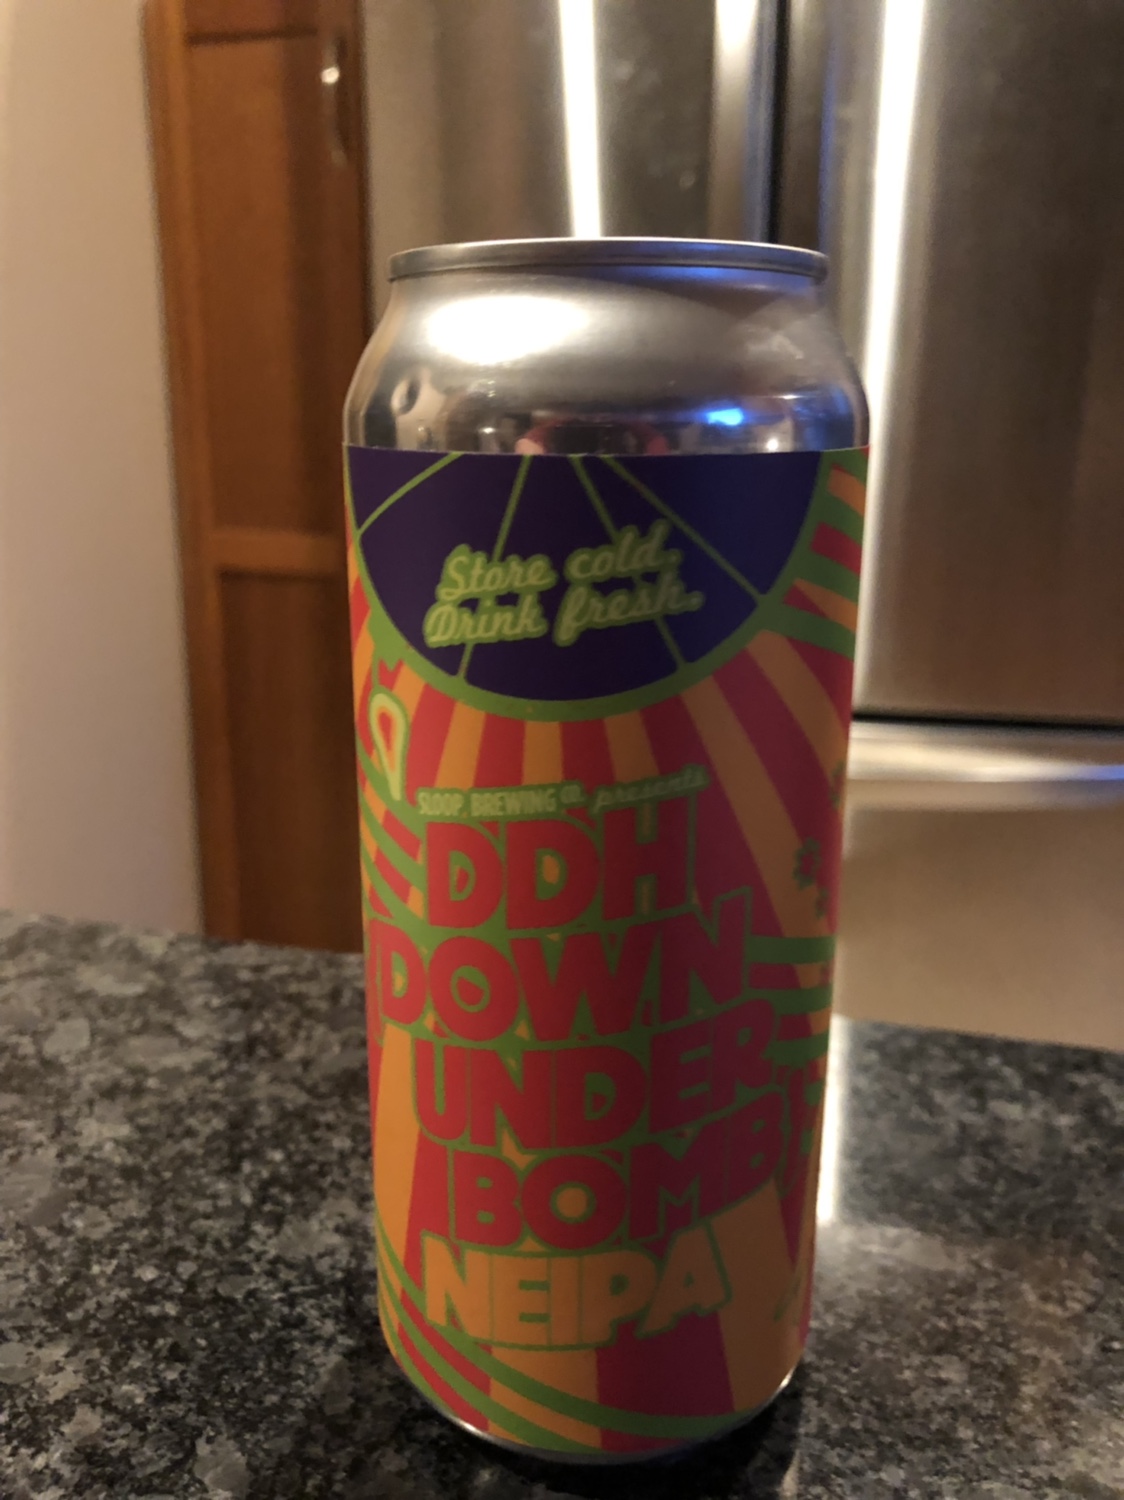 Store cold.
Drink fresh.
SLOOP. BREWING CO. presents
DDH
DOWN
UNDER
BOMB
NEIPA